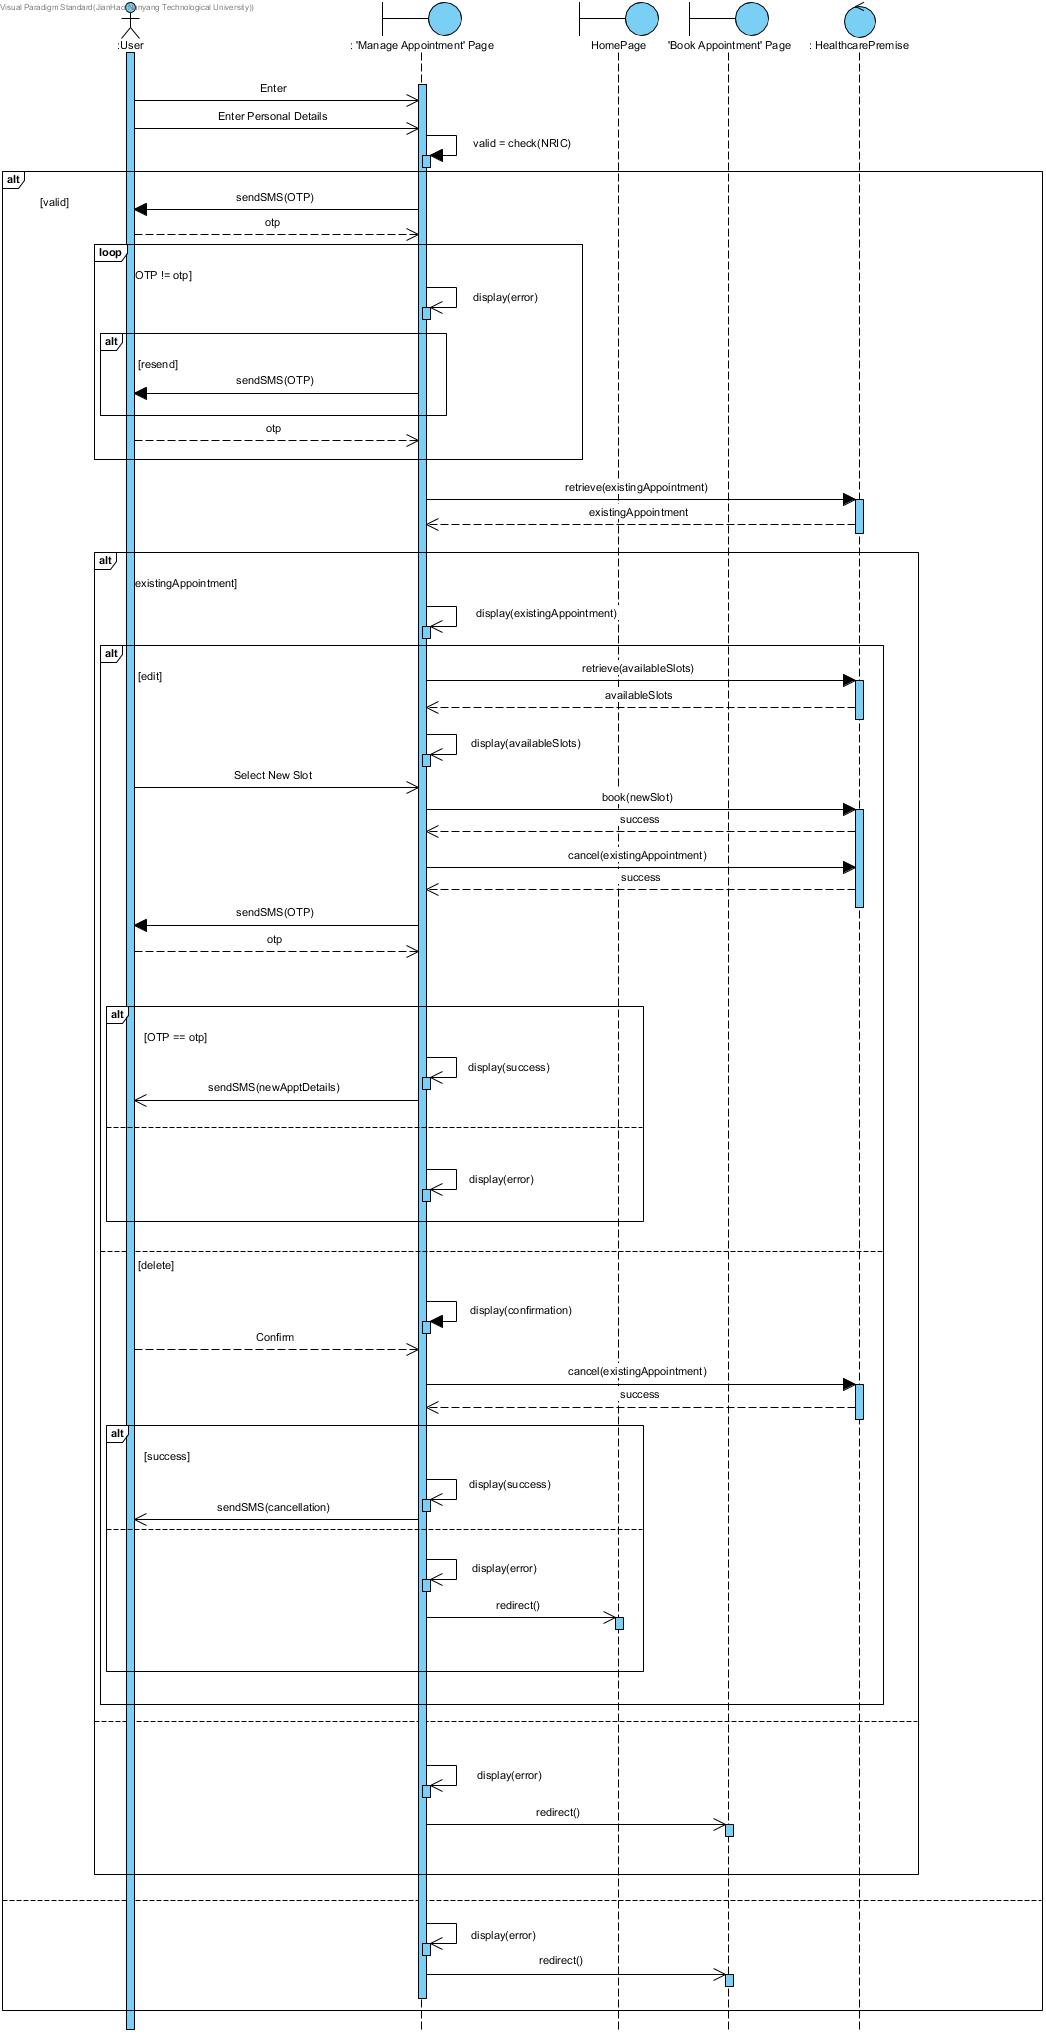 Visual Paradigm Standard(JianHao(Nanyang Technological University))
:User
: 'Manage Appointment' Page
HomePage
'Book Appointment' Page
: HealthcarePremise
Enter
Enter Personal Details
valid = check(NRIC)
alt
[valid]
sendSMS(OTP)
otp
loop
OTP != otp]
display(error)
alt
[resend]
sendSMS(OTP)
otp
retrieve(existingAppointment)
existingAppointment
alt
existingAppointment]
display(existingAppointment)
alt
[edit]
retrieve(availableSlots)
availableSlots
display(availableSlots)
Select New Slot
book(newSlot)
success
cancel(existingAppointment)
success
sendSMS(OTP)
otp
alt
[OTP == otp]
display(success)
sendSMS(newApptDetails)
display(error)
[delete]
display(confirmation)
Confirm
cancel(existingAppointment)
success
alt
[success]
display(success)
sendSMS(cancellation)
display(error)
redirect()
display(error)
redirect()
display(error)
redirect()